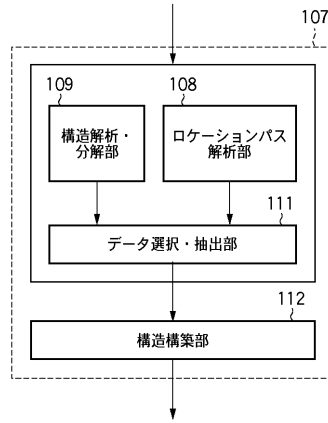 107
109
108
構造解析・
分解部
ロケーションパス
解析部
111
データ選択・抽出部
112
構造構築部